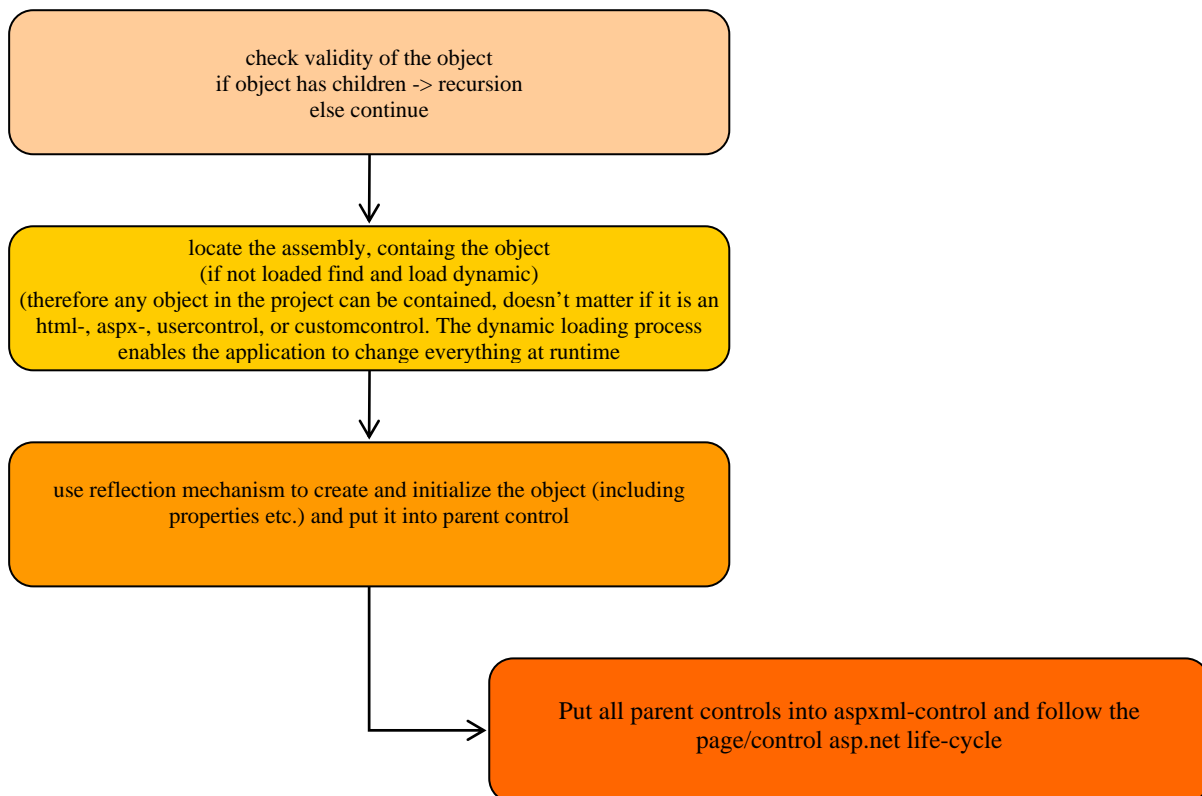 check validity of the object
if object has children -> recursion
else continue
locate the assembly, containg the object
(if not loaded find and load dynamic)
(therefore any object in the project can be contained, doesn't matter if it is an
html-, aspx-, usercontrol, or customcontrol. The dynamic loading process
enables the application to change everything at runtime
use reflection mechanism to create and initialize the object (including
properties etc.) and put it into parent control
Put all parent controls into aspxml-control and follow the
page/control asp.net life-cycle